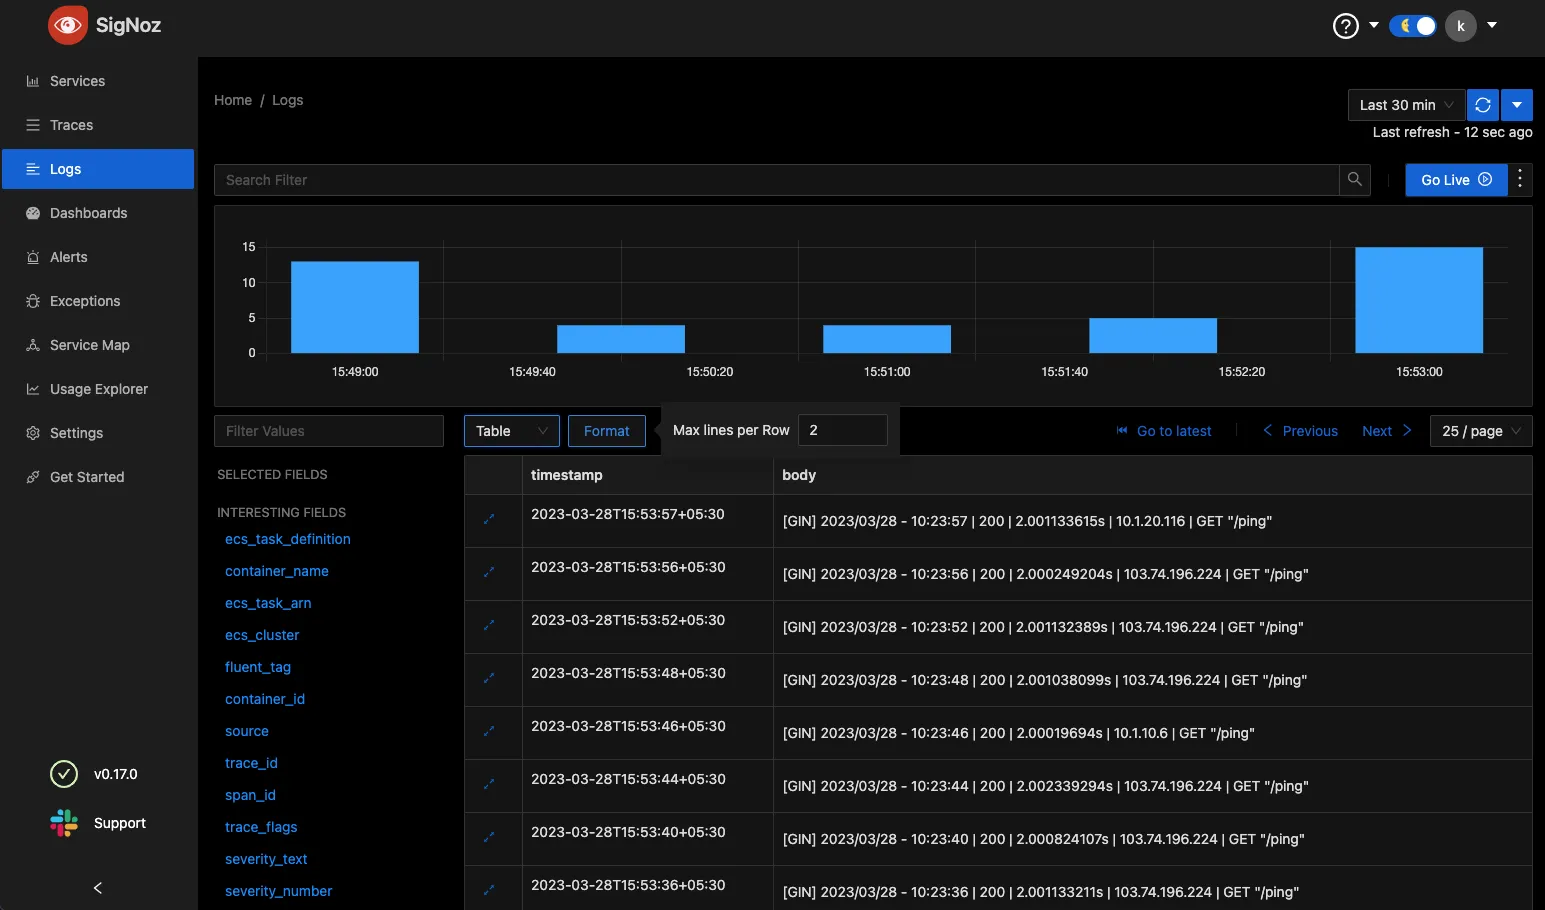 SigNoz
k
Services
Traces
Logs
Dashboards
Alerts
Exceptions
Service Map
Usage Explorer
Settings
Get Started
v0.17.0
Support
Home / Logs
Last 30 min
Last refresh - 12 sec ago
Search Filter
Go Live
15
10
5
0
15:49:00 15:49:40 15:50:20 15:51:00 15:51:40 15:52:20 15:53:00
Filter Values
Table
Format
Max lines per Row 2
Go to latest
Previous
Next
25 / page
SELECTED FIELDS
INTERESTING FIELDS
ecs_task_definition
container_name
ecs_task_arn
ecs_cluster
fluent_tag
container_id
source
trace_id
span_id
trace_flags
severity_text
severity_number
timestamp body
2023-03-28T15:53:57+05:30 [GIN] 2023/03/28 - 10:23:57 | 200 | 2.001133615s | 10.1.20.116 | GET "/ping"
2023-03-28T15:53:56+05:30 [GIN] 2023/03/28 - 10:23:56 | 200 | 2.000249204s | 103.74.196.224 | GET "/ping"
2023-03-28T15:53:52+05:30 [GIN] 2023/03/28 - 10:23:52 | 200 | 2.001132389s | 103.74.196.224 | GET "/ping"
2023-03-28T15:53:48+05:30 [GIN] 2023/03/28 - 10:23:48 | 200 | 2.001038099s | 103.74.196.224 | GET "/ping"
2023-03-28T15:53:46+05:30 [GIN] 2023/03/28 - 10:23:46 | 200 | 2.00019694s | 10.1.10.6 | GET "/ping"
2023-03-28T15:53:44+05:30 [GIN] 2023/03/28 - 10:23:44 | 200 | 2.002339294s | 103.74.196.224 | GET "/ping"
2023-03-28T15:53:40+05:30 [GIN] 2023/03/28 - 10:23:40 | 200 | 2.000824107s | 103.74.196.224 | GET "/ping"
2023-03-28T15:53:36+05:30 [GIN] 2023/03/28 - 10:23:36 | 200 | 2.001133211s | 103.74.196.224 | GET "/ping"